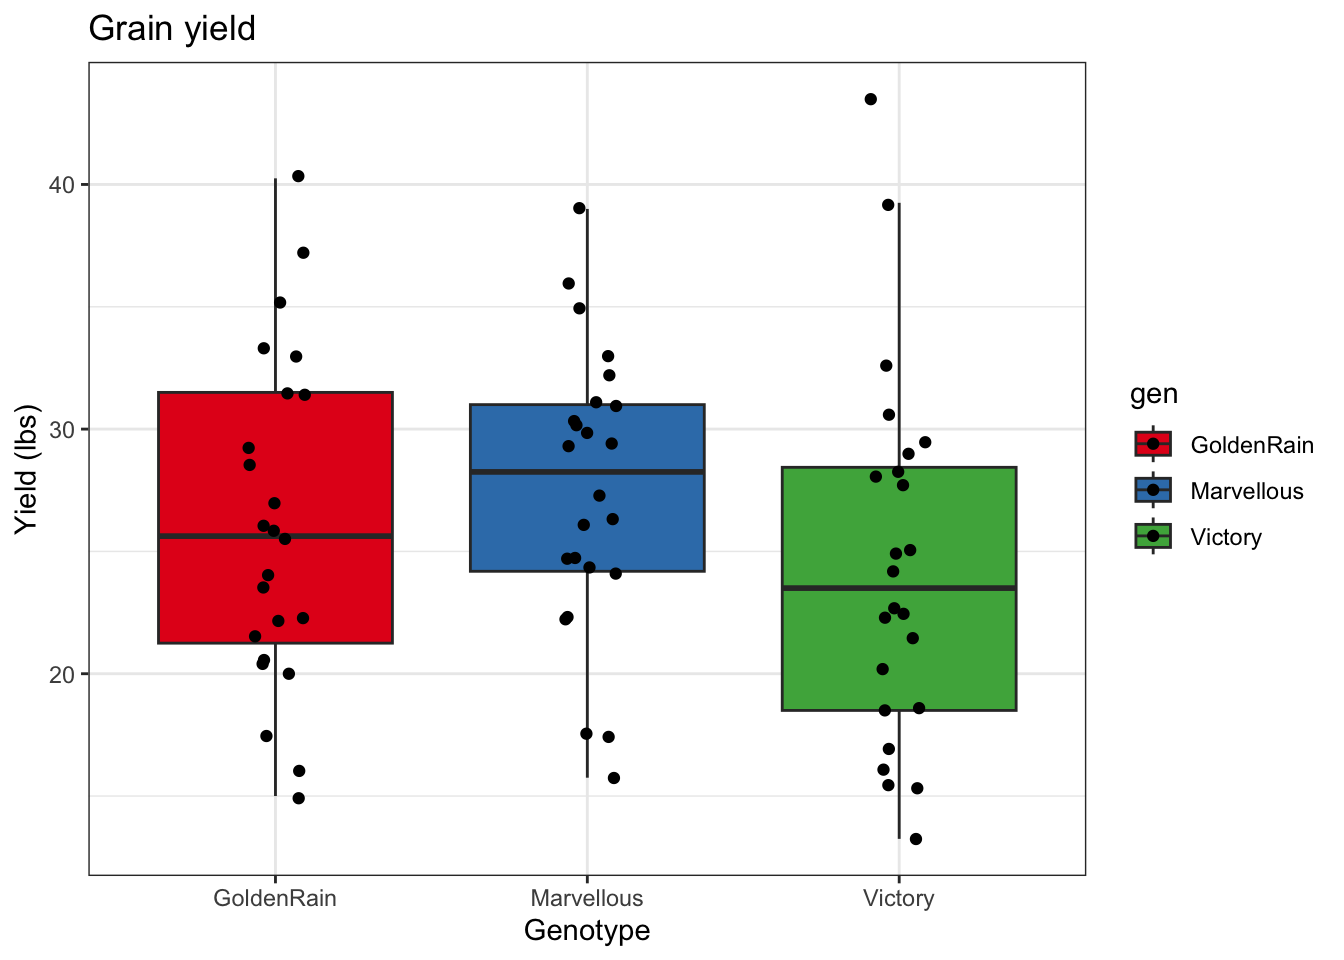 Grain yield
Yield (lbs)
40
30
20
GoldenRain
Marvellous
Victory
Genotype
gen
GoldenRain
Marvellous
Victory